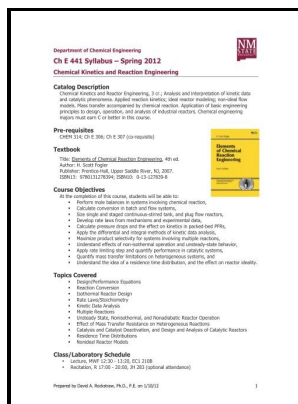 NM
STATE
Department of Chemical Engineering
Ch E 441 Syllabus – Spring 2012
Chemical Kinetics and Reaction Engineering
Catalog Description
Chemical Kinetics and Reaction Engineering, 3 cr.; Analysis and interpretation of kinetic data
and catalytic phenomena. Applied reaction kinetics; ideal reactor modeling; non-ideal flow
models. Mass transfer accompanied by chemical reaction. Application of basic engineering
principles to design, operation, and analysis of industrial reactors. Chemical engineering
majors must earn C or better in this course.
Pre-requisites
CHEM 314; Ch E 306; Ch E 307 (co-requisite)
Textbook
Title: Elements of Chemical Reaction Engineering, 4th ed.
Author: H. Scott Fogler
Publisher: Prentice-Hall, Upper Saddle River, NJ, 2007.
ISBN13: 9780131278394; ISBN10: 0-13-127839-8
Elements
of Chemical
Reaction
Engineering
Course Objectives
At the completion of this course, students will be able to:
• Perform mole balances in systems involving chemical reaction,
• Calculate conversion in batch and flow systems,
• Size single and staged continuous-stirred tank, and plug flow reactors,
• Develop rate laws from mechanisms and experimental data,
• Calculate pressure drops and the effect on kinetics in packed-bed PFRs,
• Apply the differential and integral methods of kinetic data analysis,
• Maximize product selectivity for systems involving multiple reactions,
• Understand effects of non-isothermal operation and unsteady-state behavior,
• Apply rate limiting step and quantify performance in catalytic systems,
• Quantify mass transfer limitations on heterogeneous systems, and
• Understand the idea of a residence time distribution, and the effect on reactor ideality.
Topics Covered
• Design/Performance Equations
• Reaction Conversion
• Isothermal Reactor Design
• Rate Laws/Stoichiometry
• Kinetic Data Analysis
• Multiple Reactions
• Unsteady State, Nonisothermal, and Nonadiabatic Reactor Operation
• Effect of Mass Transfer Resistance on Heterogeneous Reactions
• Catalysis and Catalyst Deactivation, and Design and Analysis of Catalytic Reactors
• Residence Time Distributions
• Nonideal Reactor Models
Class/Laboratory Schedule
• Lecture, MWF 12:30 - 13:20, EC1 210B
• Recitation, R 17:00 - 20:00, JH 203 (optional attendance)
Prepared by David A. Rockstraw, Ph.D., P.E. on 1/30/12
1